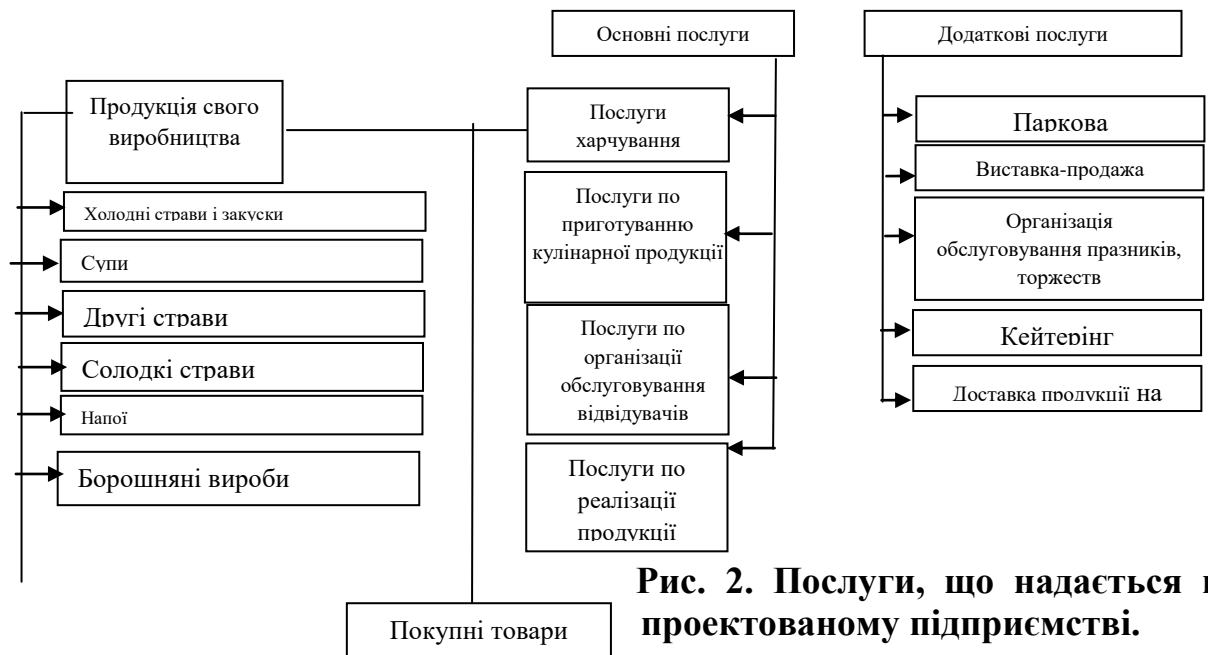 Основні послуги
Додаткові послуги
Продукція свого
виробництва
Холодні страви і закуски
Супи
Другі страви
Солодкі страви
Напої
Борошняні вироби
Послуги
харчування
Послуги по
приготуванню
кулінарної продукції
Послуги по
організації
обслуговування
відвідувачів
Послуги по
реалізації
продукції
Паркова
Виставка-продажа
Організація
обслуговування празників,
торжеств
Кейтерінг
Доставка продукції на
Покупні товари
Рис. 2. Послуги, що надається
проектованому підприємстві.